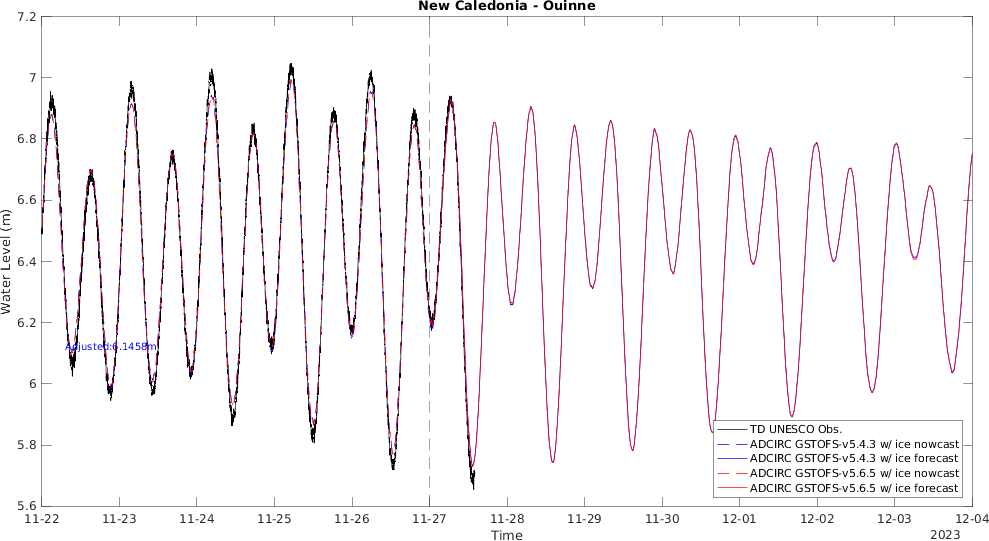 New Caledonia - Ouinne
7.2
7
6.8
6.6
6.4
6.2
6
5.8
5.6
Water Level (m)
Adjusted:6.1458m
TD UNESCO Obs.
ADCIRC GSTOFS-v5.4.3 w/ ice nowcast
ADCIRC GSTOFS-v5.4.3 w/ ice forecast
ADCIRC GSTOFS-v5.6.5 w/ ice nowcast
ADCIRC GSTOFS-v5.6.5 w/ ice forecast
11-22 11-23 11-24 11-25 11-26 11-27 11-28 11-29 11-30 12-01 12-02 12-03 12-04
Time
2023